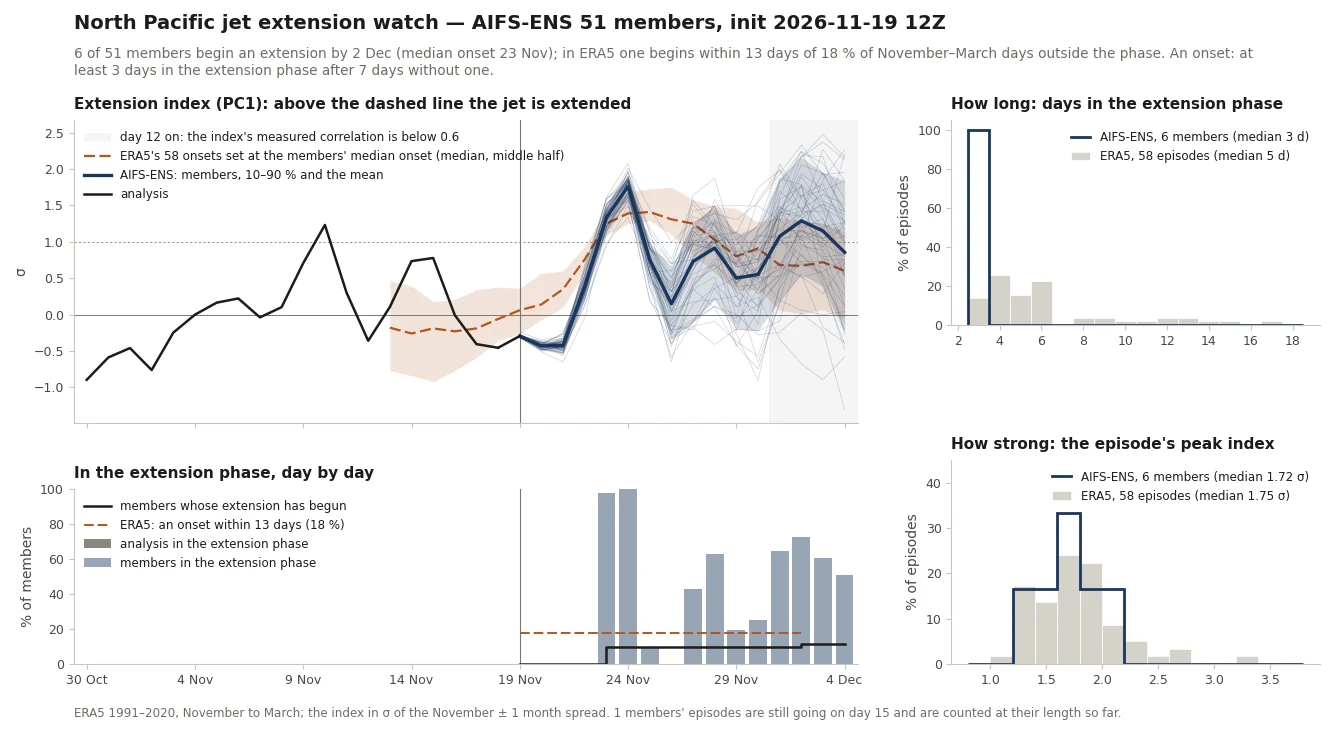 North Pacific jet extension watch — AIFS-ENS 51 members, init 2026-11-19 12Z
6 of 51 members begin an extension by 2 Dec (median onset 23 Nov); in ERA5 one begins within 13 days of 18 % of November–March days outside the phase. An onset: at
least 3 days in the extension phase after 7 days without one.
Extension index (PC1): above the dashed line the jet is extended
day 12 on: the index's measured correlation is below 0.6
ERA5's 58 onsets set at the members' median onset (median, middle half)
AIFS-ENS: members, 10–90 % and the mean
analysis
σ
2.5
2.0
1.5
1.0
0.5
0.0
−0.5
−1.0
How long: days in the extension phase
AIFS-ENS, 6 members (median 3 d)
ERA5, 58 episodes (median 5 d)
% of episodes
100
80
60
40
20
0
2 4 6 8 10 12 14 16 18
In the extension phase, day by day
members whose extension has begun
ERA5: an onset within 13 days (18 %)
analysis in the extension phase
members in the extension phase
% of members
100
80
60
40
20
0
30 Oct 4 Nov 9 Nov 14 Nov 19 Nov 24 Nov 29 Nov 4 Dec
How strong: the episode's peak index
AIFS-ENS, 6 members (median 1.72 σ)
ERA5, 58 episodes (median 1.75 σ)
% of episodes
40
30
20
10
0
1.0 1.5 2.0 2.5 3.0 3.5
ERA5 1991–2020, November to March; the index in σ of the November ± 1 month spread. 1 members' episodes are still going on day 15 and are counted at their length so far.